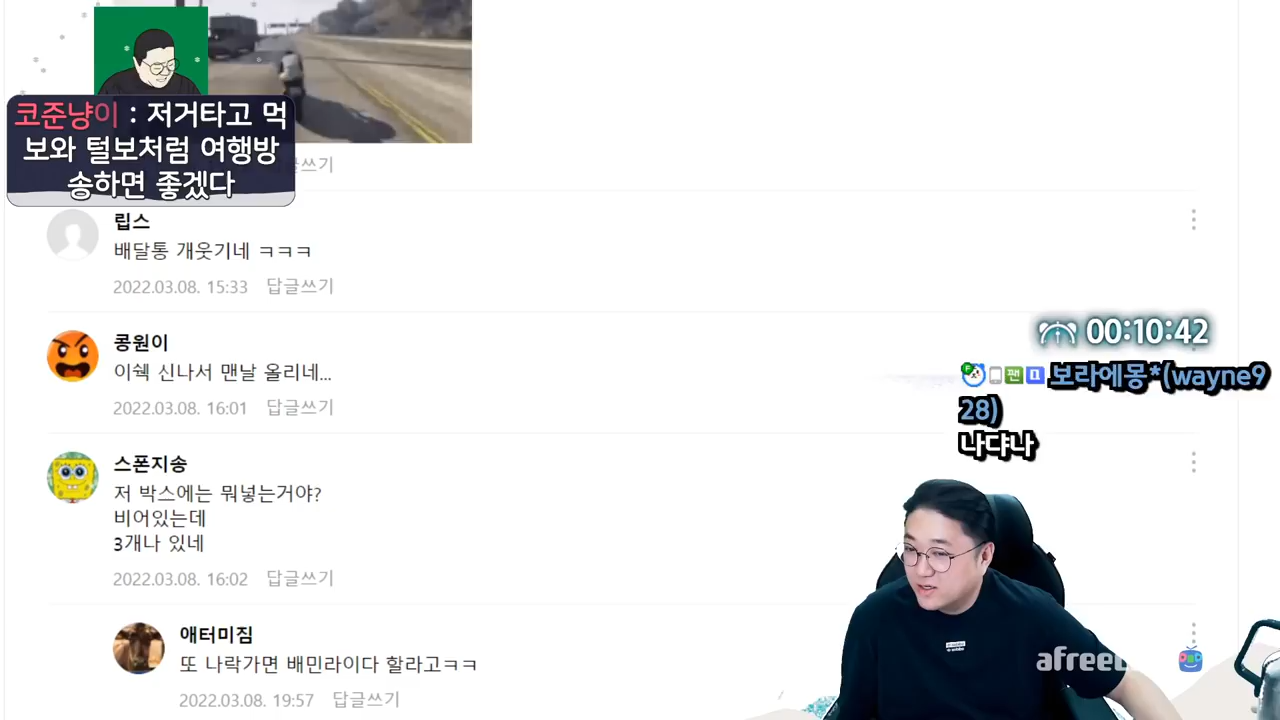 코준냥이 : 저거타고 먹
보와 털보처럼 여행방
송하면 좋겠다
글쓰기
립스
배달통 개웃기네 ㅋㅋㅋ
2022.03.08. 15:33 답글쓰기
콩원이
이쉑 신나서 맨날 올리네...
2022.03.08. 16:01 답글쓰기
00:10:42
팬 보라에몽*(wayne9
28)
나댜나
스폰지송
저 박스에는 뭐넣는거야?
비어있는데
3개나 있네
2022.03.08. 16:02 답글쓰기
애터미짐
또 나락가면 배민라이다 할라고ㅋㅋ
2022.03.08. 19:57 답글쓰기